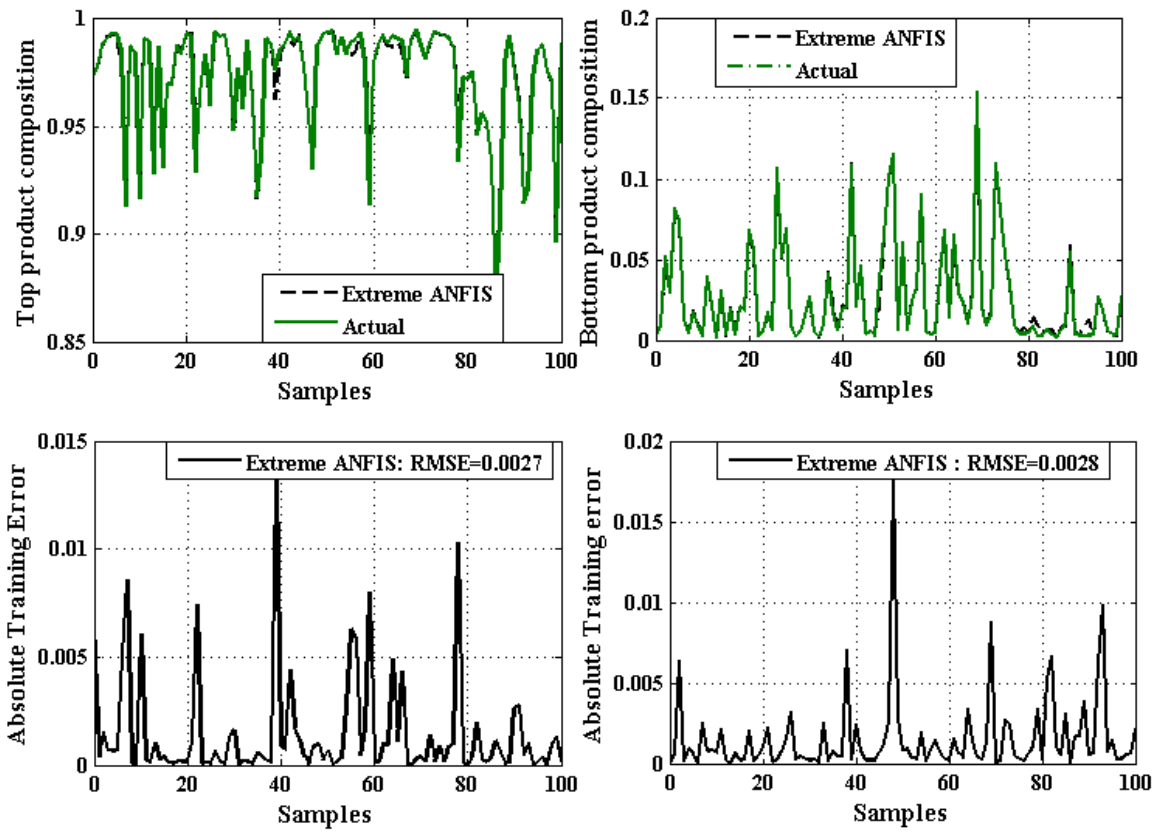 Top product composition
1
0.95
0.9
0.85
Extreme ANFIS
Actual
0 20 40 60 80 100
Samples
Bottom product composition
0.2
0.15
0.1
0.05
0
Extreme ANFIS
Actual
0 20 40 60 80 100
Samples
Absolute Training Error
0.015
0.01
0.005
0
Extreme ANFIS: RMSE=0.0027
0 20 40 60 80 100
Samples
Absolute Training error
0.02
0.015
0.01
0.005
0
Extreme ANFIS : RMSE=0.0028
0 20 40 60 80 100
Samples